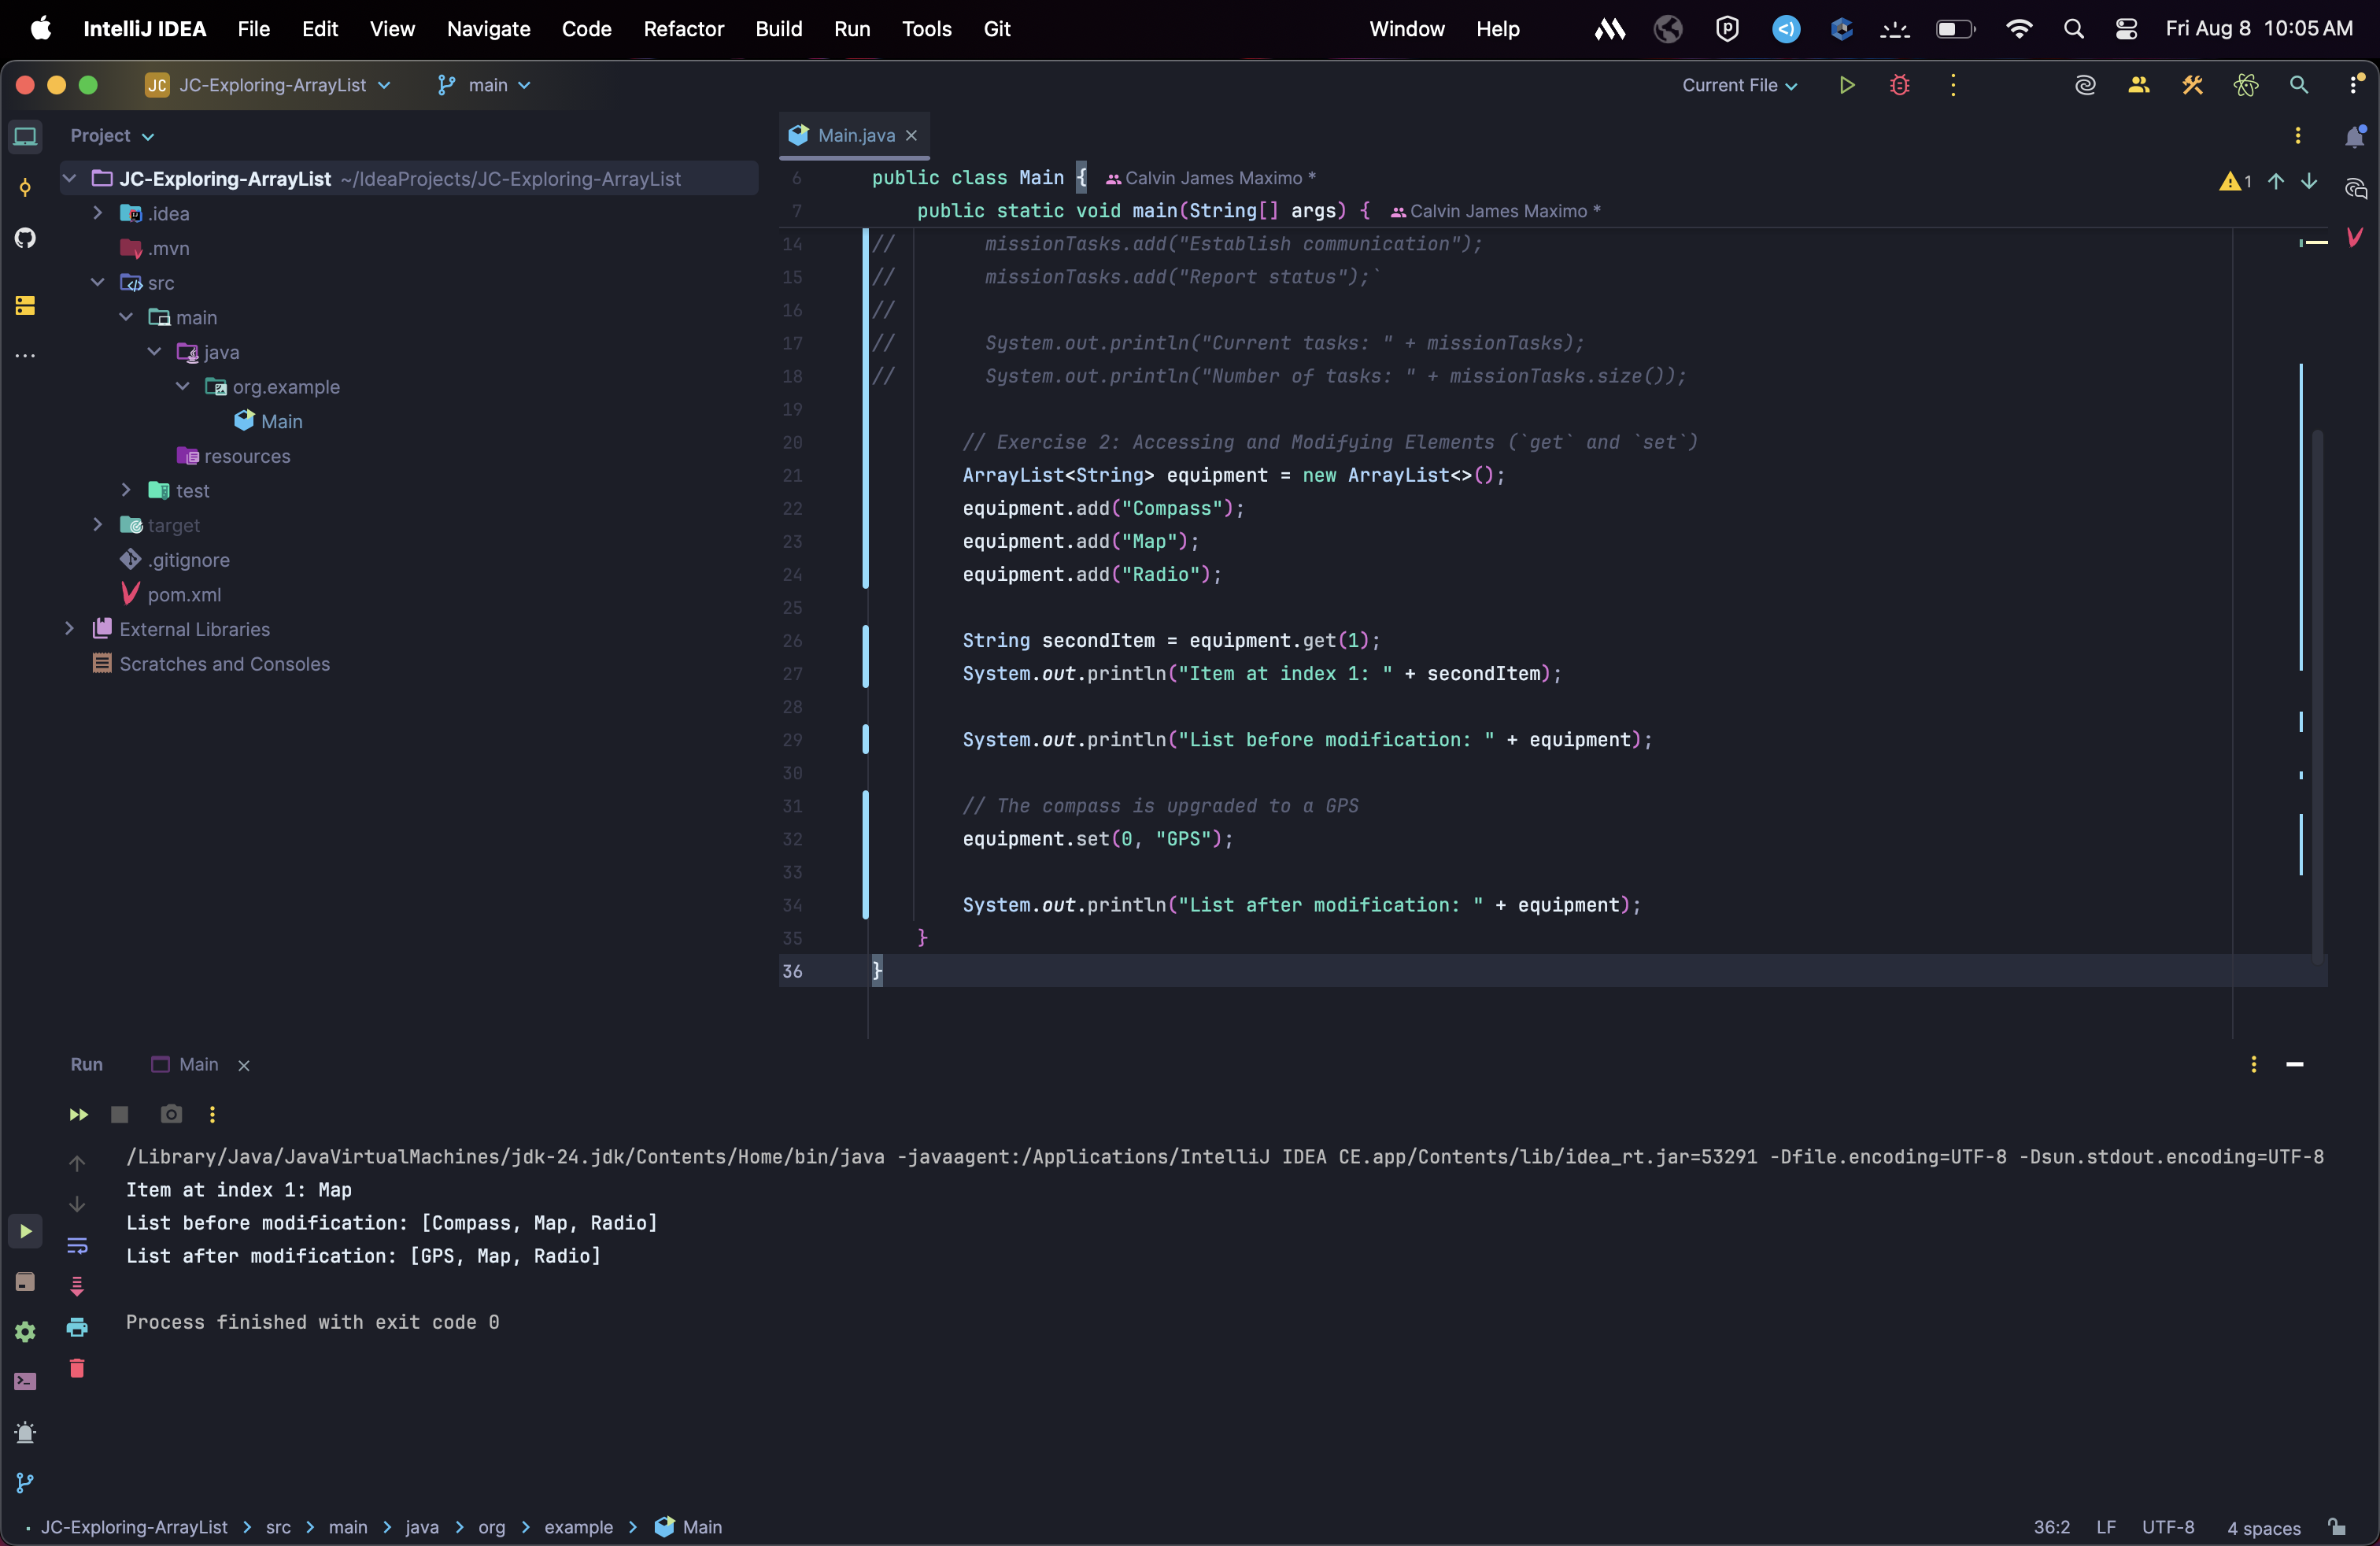 IntelliJ IDEA File Edit View Navigate Code Refactor Build Run Tools Git Window Help Fri Aug 8 10:05 AM
JC JC-Exploring-ArrayList main Current File
Project
Main.java
JC-Exploring-ArrayList ~/IdeaProjects/JC-Exploring-ArrayList
.idea
.mvn
src
main
java
org.example
Main
resources
test
target
.gitignore
pom.xml
External Libraries
Scratches and Consoles
6 public class Main { Calvin James Maximo *
1
7 public static void main(String[] args) { Calvin James Maximo *
14 // missionTasks.add("Establish communication");
15 // missionTasks.add("Report status");`
16 //
17 // System.out.println("Current tasks: " + missionTasks);
18 // System.out.println("Number of tasks: " + missionTasks.size());
19
20 // Exercise 2: Accessing and Modifying Elements (`get` and `set`)
21 ArrayList<String> equipment = new ArrayList<>();
22 equipment.add("Compass");
23 equipment.add("Map");
24 equipment.add("Radio");
25
26 String secondItem = equipment.get(1);
27 System.out.println("Item at index 1: " + secondItem);
28
29 System.out.println("List before modification: " + equipment);
30
31 // The compass is upgraded to a GPS
32 equipment.set(0, "GPS");
33
34 System.out.println("List after modification: " + equipment);
35 }
36 }
Run Main
/Library/Java/JavaVirtualMachines/jdk-24.jdk/Contents/Home/bin/java -javaagent:/Applications/IntelliJ IDEA CE.app/Contents/lib/idea_rt.jar=53291 -Dfile.encoding=UTF-8 -Dsun.stdout.encoding=UTF-8
Item at index 1: Map
List before modification: [Compass, Map, Radio]
List after modification: [GPS, Map, Radio]
Process finished with exit code 0
JC-Exploring-ArrayList > src > main > java > org > example > Main 36:2 LF UTF-8 4 spaces